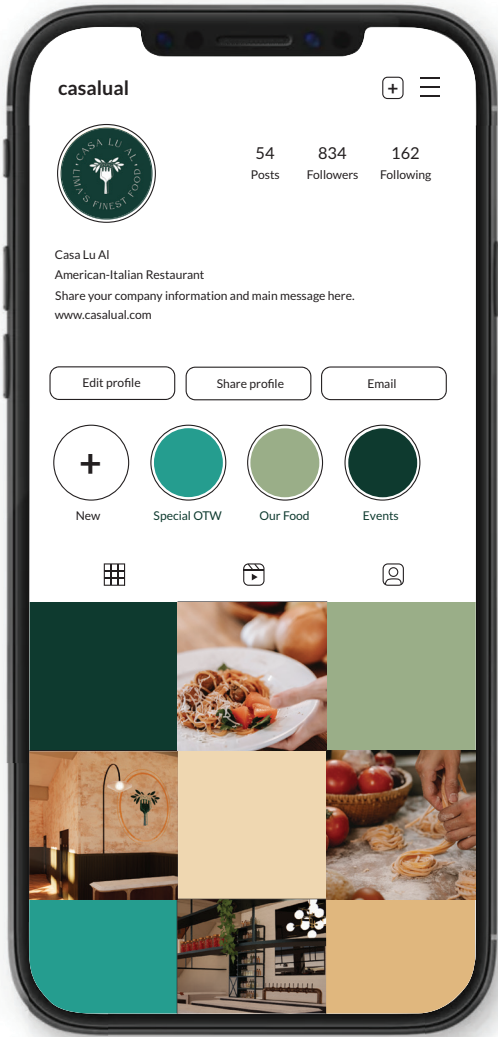 casalual
CASA LU AL
LIMA'S FINEST FOOD
54
834
162
Posts
Followers
Following
Casa Lu Al
American-Italian Restaurant
Share your company information and main message here.
www.casalual.com
Edit profile
Share profile
Email
New
Special OTW
Our Food
Events